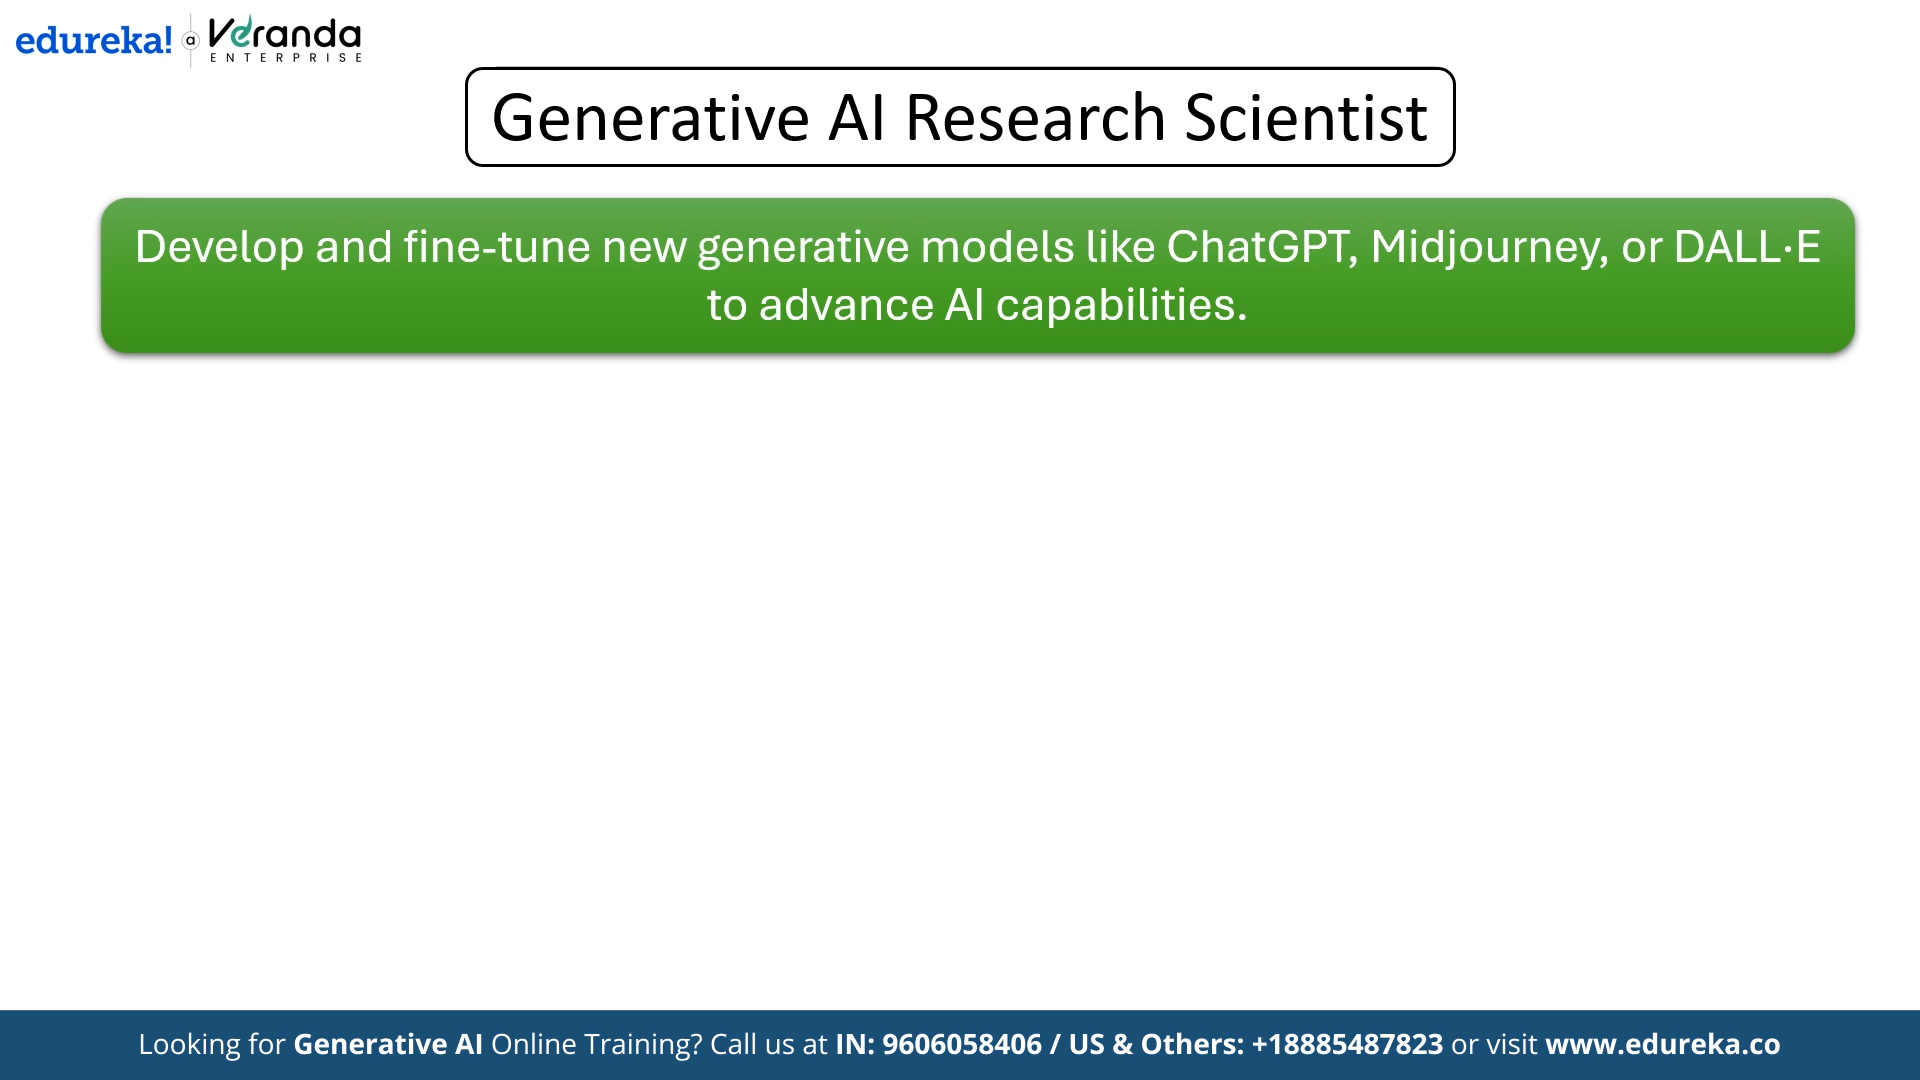 edureka! a Veranda
ENTERPRISE
Generative AI Research Scientist
Develop and fine-tune new generative models like ChatGPT, Midjourney, or DALL·E
to advance AI capabilities.
Looking for Generative AI Online Training? Call us at IN: 9606058406 / US & Others: +18885487823 or visit www.edureka.co